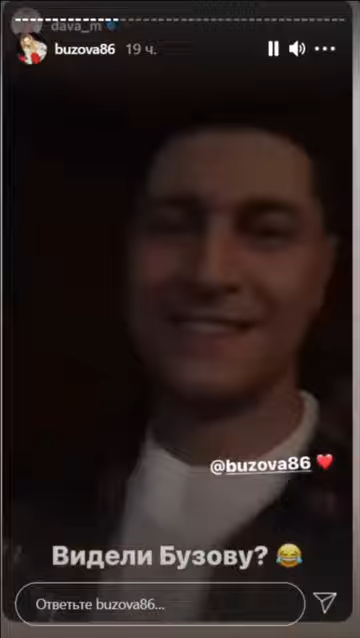 dava_m
buzova86 19 ч.
@buzova86 ❤️
Видели Бузову? 😂
Ответьте buzova86...